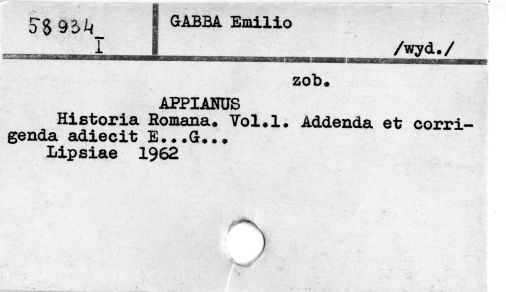 58934
I
GABBA Emilio
/wyd./
zob.
APPIANUS
Historia Romana. Vol.1. Addenda et corri-
genda adiecit E...G...
Lipsiae 1962